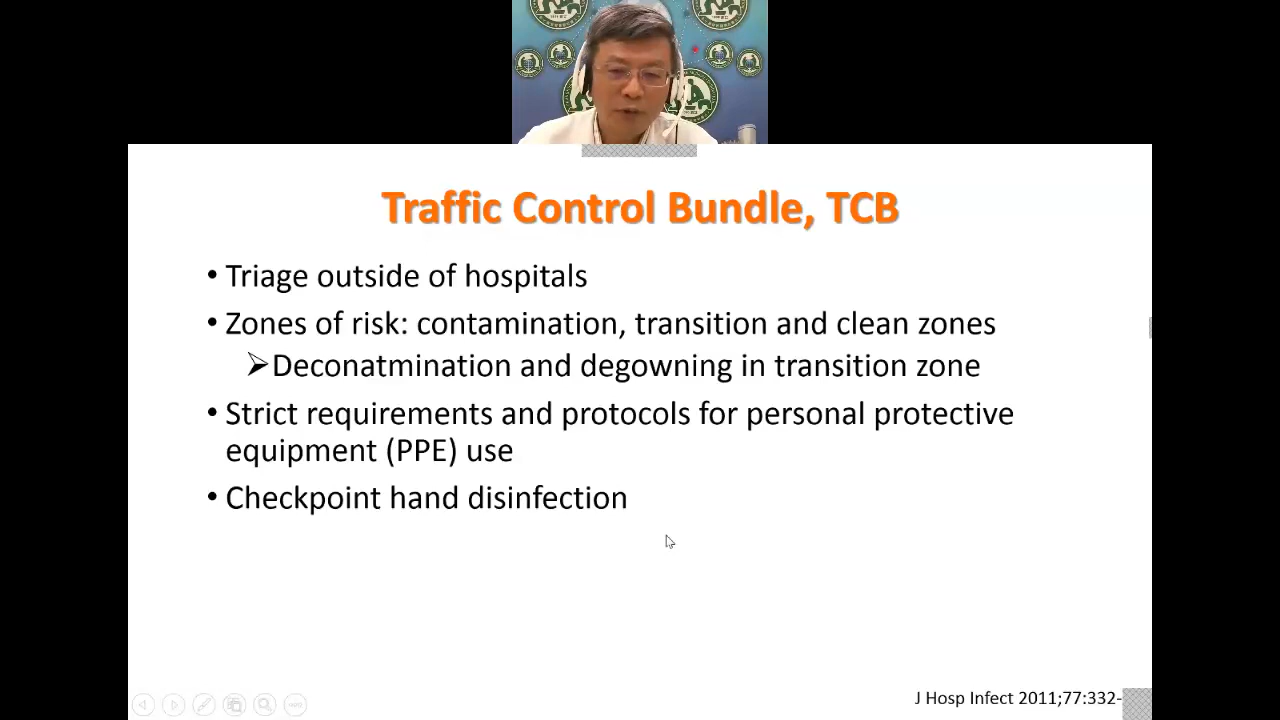 Traffic Control Bundle, TCB
• Triage outside of hospitals
• Zones of risk: contamination, transition and clean zones
➢Deconatmination and degowning in transition zone
• Strict requirements and protocols for personal protective
equipment (PPE) use
• Checkpoint hand disinfection
J Hosp Infect 2011;77:332-